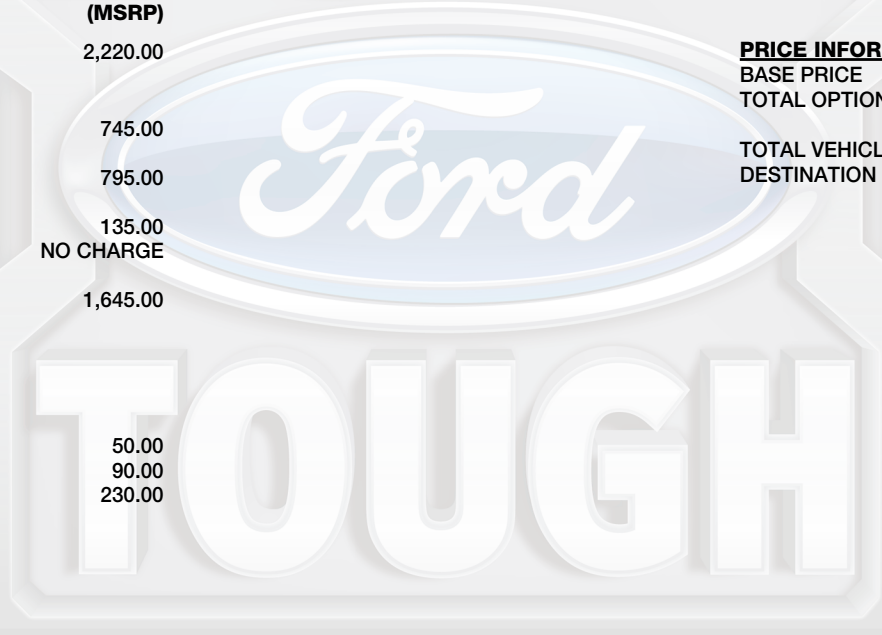 (MSRP)
2,220.00
745.00
795.00
135.00
NO CHARGE
1,645.00
50.00
90.00
230.00
PRICE INFOR
BASE PRICE
TOTAL OPTION
TOTAL VEHICL
DESTINATION
Ford
TOUGH